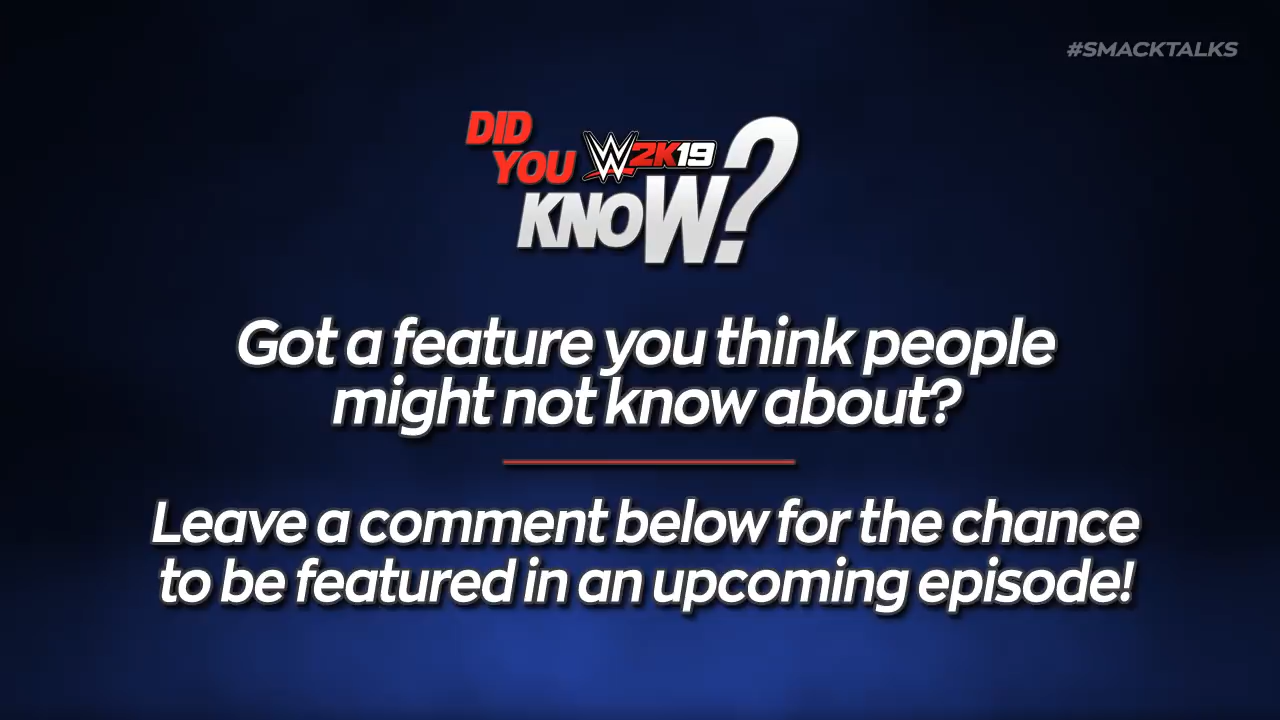 #SMACKTALKS
DID
YOU
W 2K19
KNOW?
Got a feature you think people
might not know about?
Leave a comment below for the chance
to be featured in an upcoming episode!